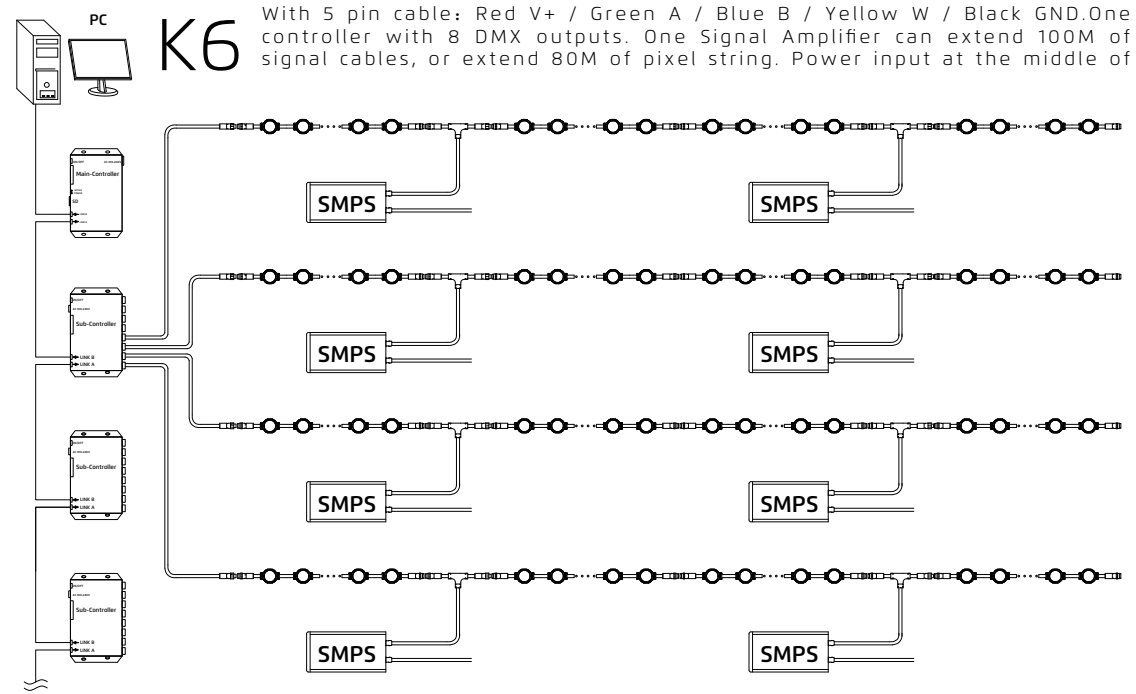 PC
K6
With 5 pin cable: Red V+ / Green A / Blue B / Yellow W / Black GND.One
controller with 8 DMX outputs. One Signal Amplifier can extend 100M of
signal cables, or extend 80M of pixel string. Power input at the middle of
Main-Controller
SD
SMPS
SMPS
Sub-Controller
LINK B
LINK A
SMPS
SMPS
Sub-Controller
LINK B
LINK A
SMPS
SMPS
Sub-Controller
LINK B
LINK A
SMPS
SMPS